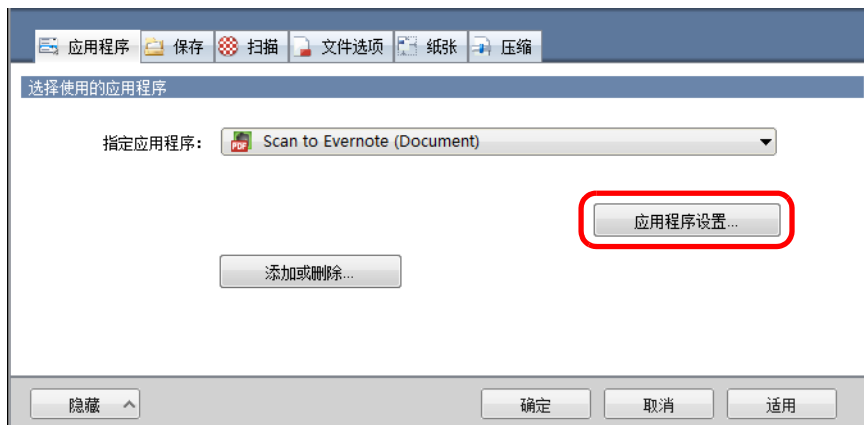 应用程序 保存 扫描 文件选项 纸张 压缩
选择使用的应用程序
指定应用程序: Scan to Evernote (Document)
应用程序设置...
添加或删除...
隐藏 确定 取消 适用